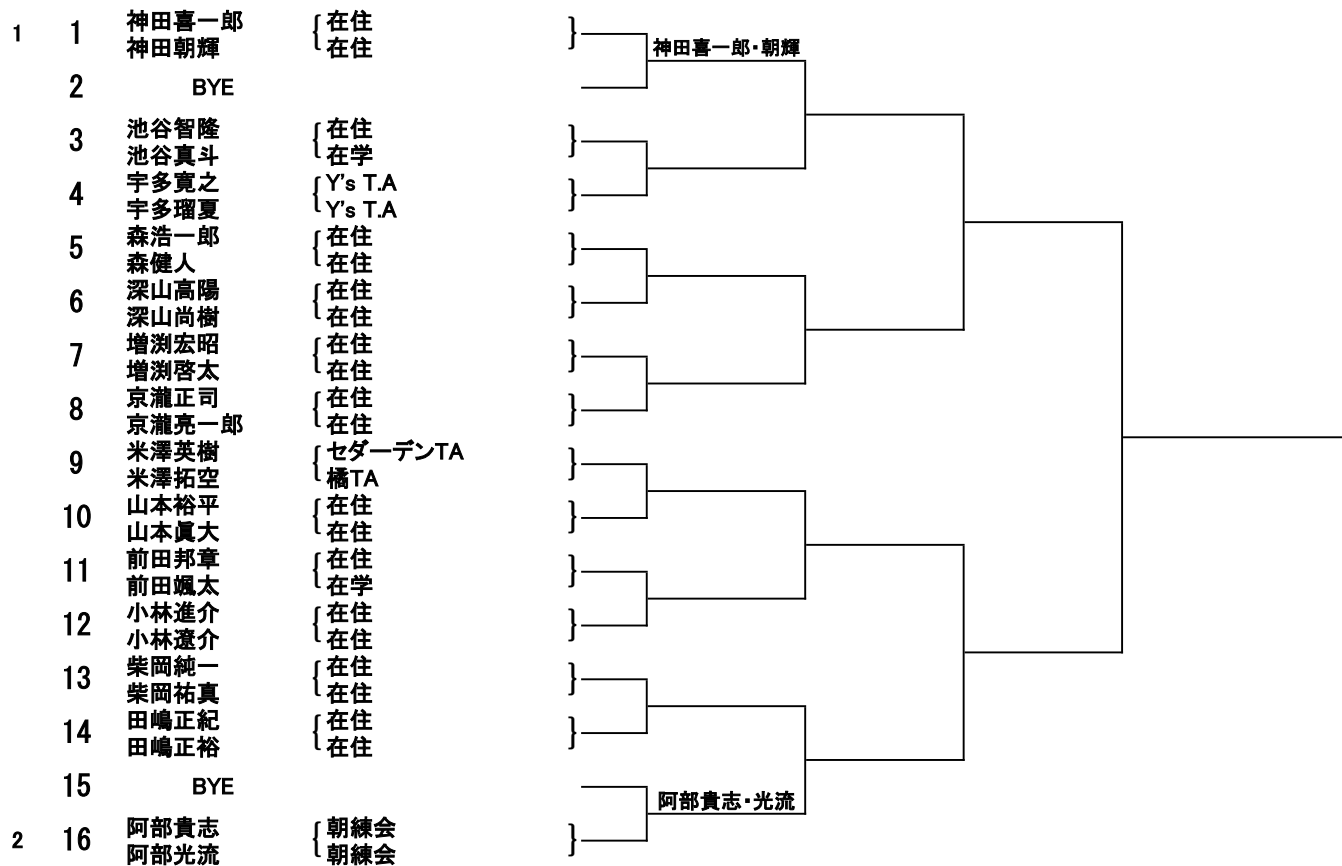 1 1 神田喜一郎 在住
神田朝輝 在住
神田喜一郎・朝輝
2 BYE
3 池谷智隆 在住
池谷真斗 在学
4 宇多寛之 Y's T.A
宇多瑠夏 Y's T.A
5 森浩一郎 在住
森健人 在住
6 深山高陽 在住
深山尚樹 在住
7 増渕宏昭 在住
増渕啓太 在住
8 京瀧正司 在住
京瀧亮一郎 在住
9 米澤英樹 セダーデンTA
米澤拓空 橘TA
10 山本裕平 在住
山本眞大 在住
11 前田邦章 在住
前田颯太 在学
12 小林進介 在住
小林遼介 在住
13 柴岡純一 在住
柴岡祐真 在住
14 田嶋正紀 在住
田嶋正裕 在住
15 BYE
阿部貴志・光流
2 16 阿部貴志 朝練会
阿部光流 朝練会